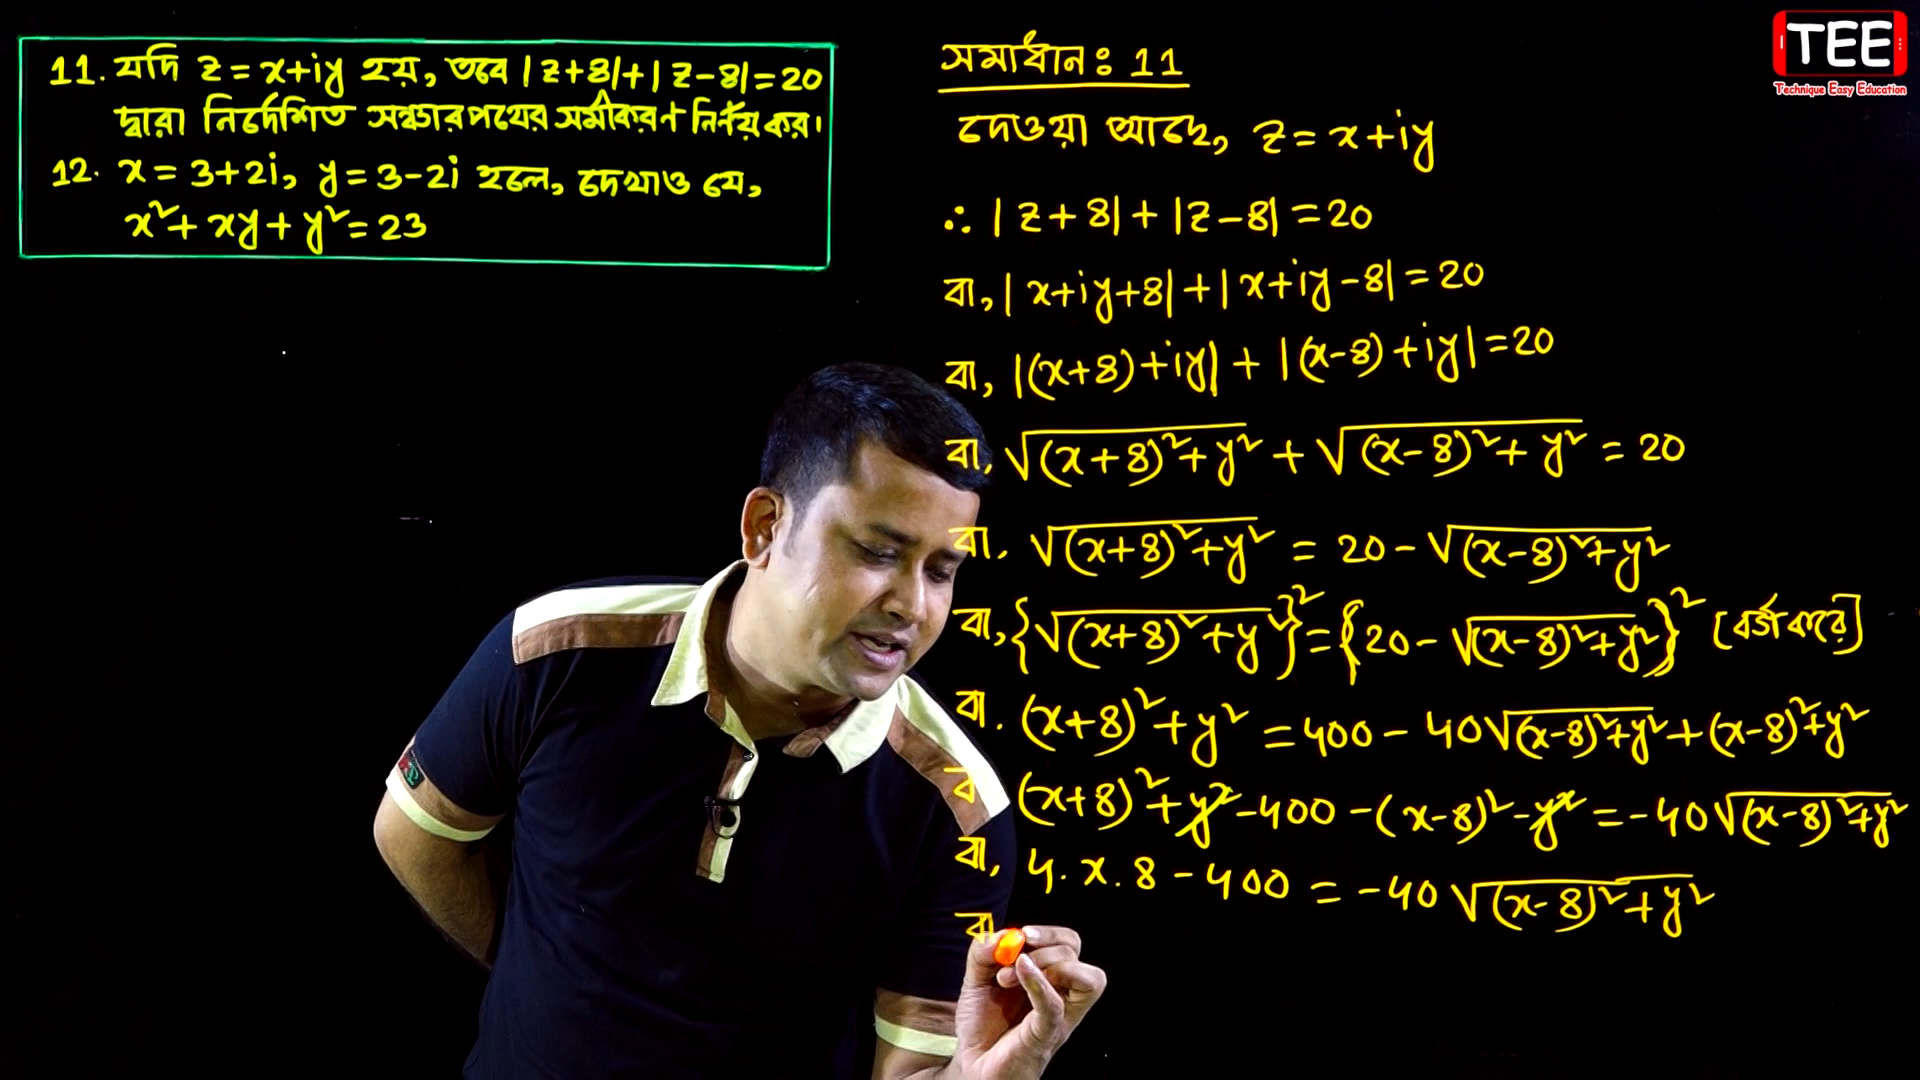 11. যদি z = x+iy হয়, তবে |z+8|+|z-8|=20
দ্বারা নির্দেশিত সঞ্চারপথের সমীকরণ নির্ণয় কর।
12. x = 3+2i, y = 3-2i হলে, দেখাও যে,
x²+ xy + y² = 23
সমাধান: 11
দেওয়া আছে, z = x+iy
∴ |z+8| + |z-8| = 20
বা, |x+iy+8| + |x+iy-8| = 20
বা, |(x+8)+iy| + |(x-8)+iy| = 20
বা, √(x+8)²+y² + √(x-8)²+y² = 20
বা, √(x+8)²+y² = 20 - √(x-8)²+y²
বা, {√(x+8)²+y²}² = {20 - √(x-8)²+y²}² [বর্গ করে]
বা, (x+8)²+y² = 400 - 40√(x-8)²+y² + (x-8)²+y²
ব (x+8)²+y² -400 -(x-8)² -y² = -40√(x-8)²+y²
বা, 4. x. 8 - 400 = -40√(x-8)²+y²
বা
TEE
Technique Easy Education